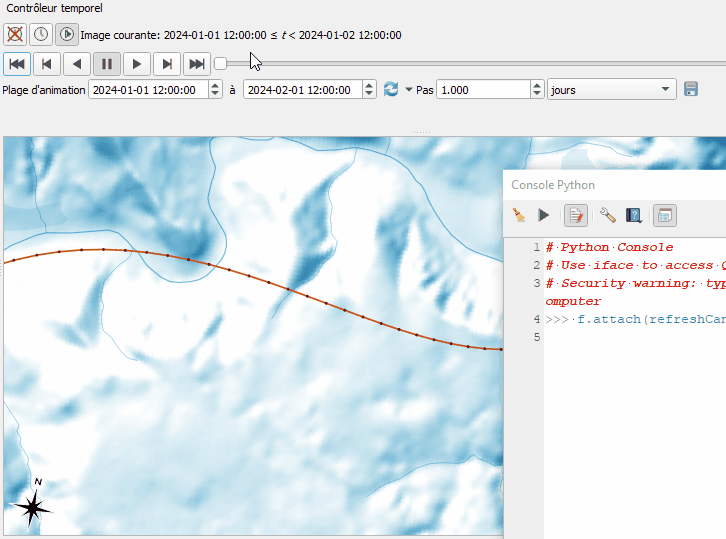 Contrôleur temporel
Image courante: 2024-01-01 12:00:00 ≤ t < 2024-01-02 12:00:00
Plage d'animation 2024-01-01 12:00:00 à 2024-02-01 12:00:00 Pas 1.000 jours
Console Python
1 # Python Console
2 # Use iface to access Q
3 # Security warning: typ
omputer
4 >>> f.attach(refreshCan
5
N